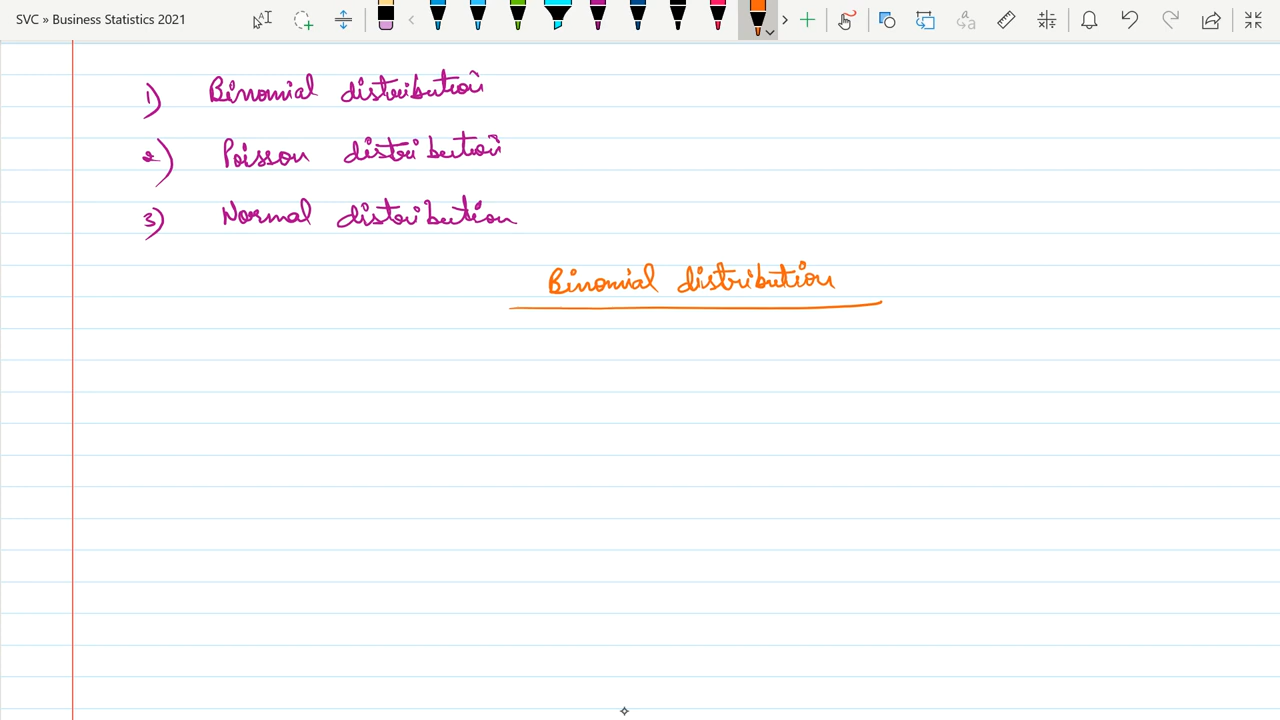 SVC » Business Statistics 2021
1) Binomial distribution
2) Poisson distribution
3) Normal distribution
Binomial distribution